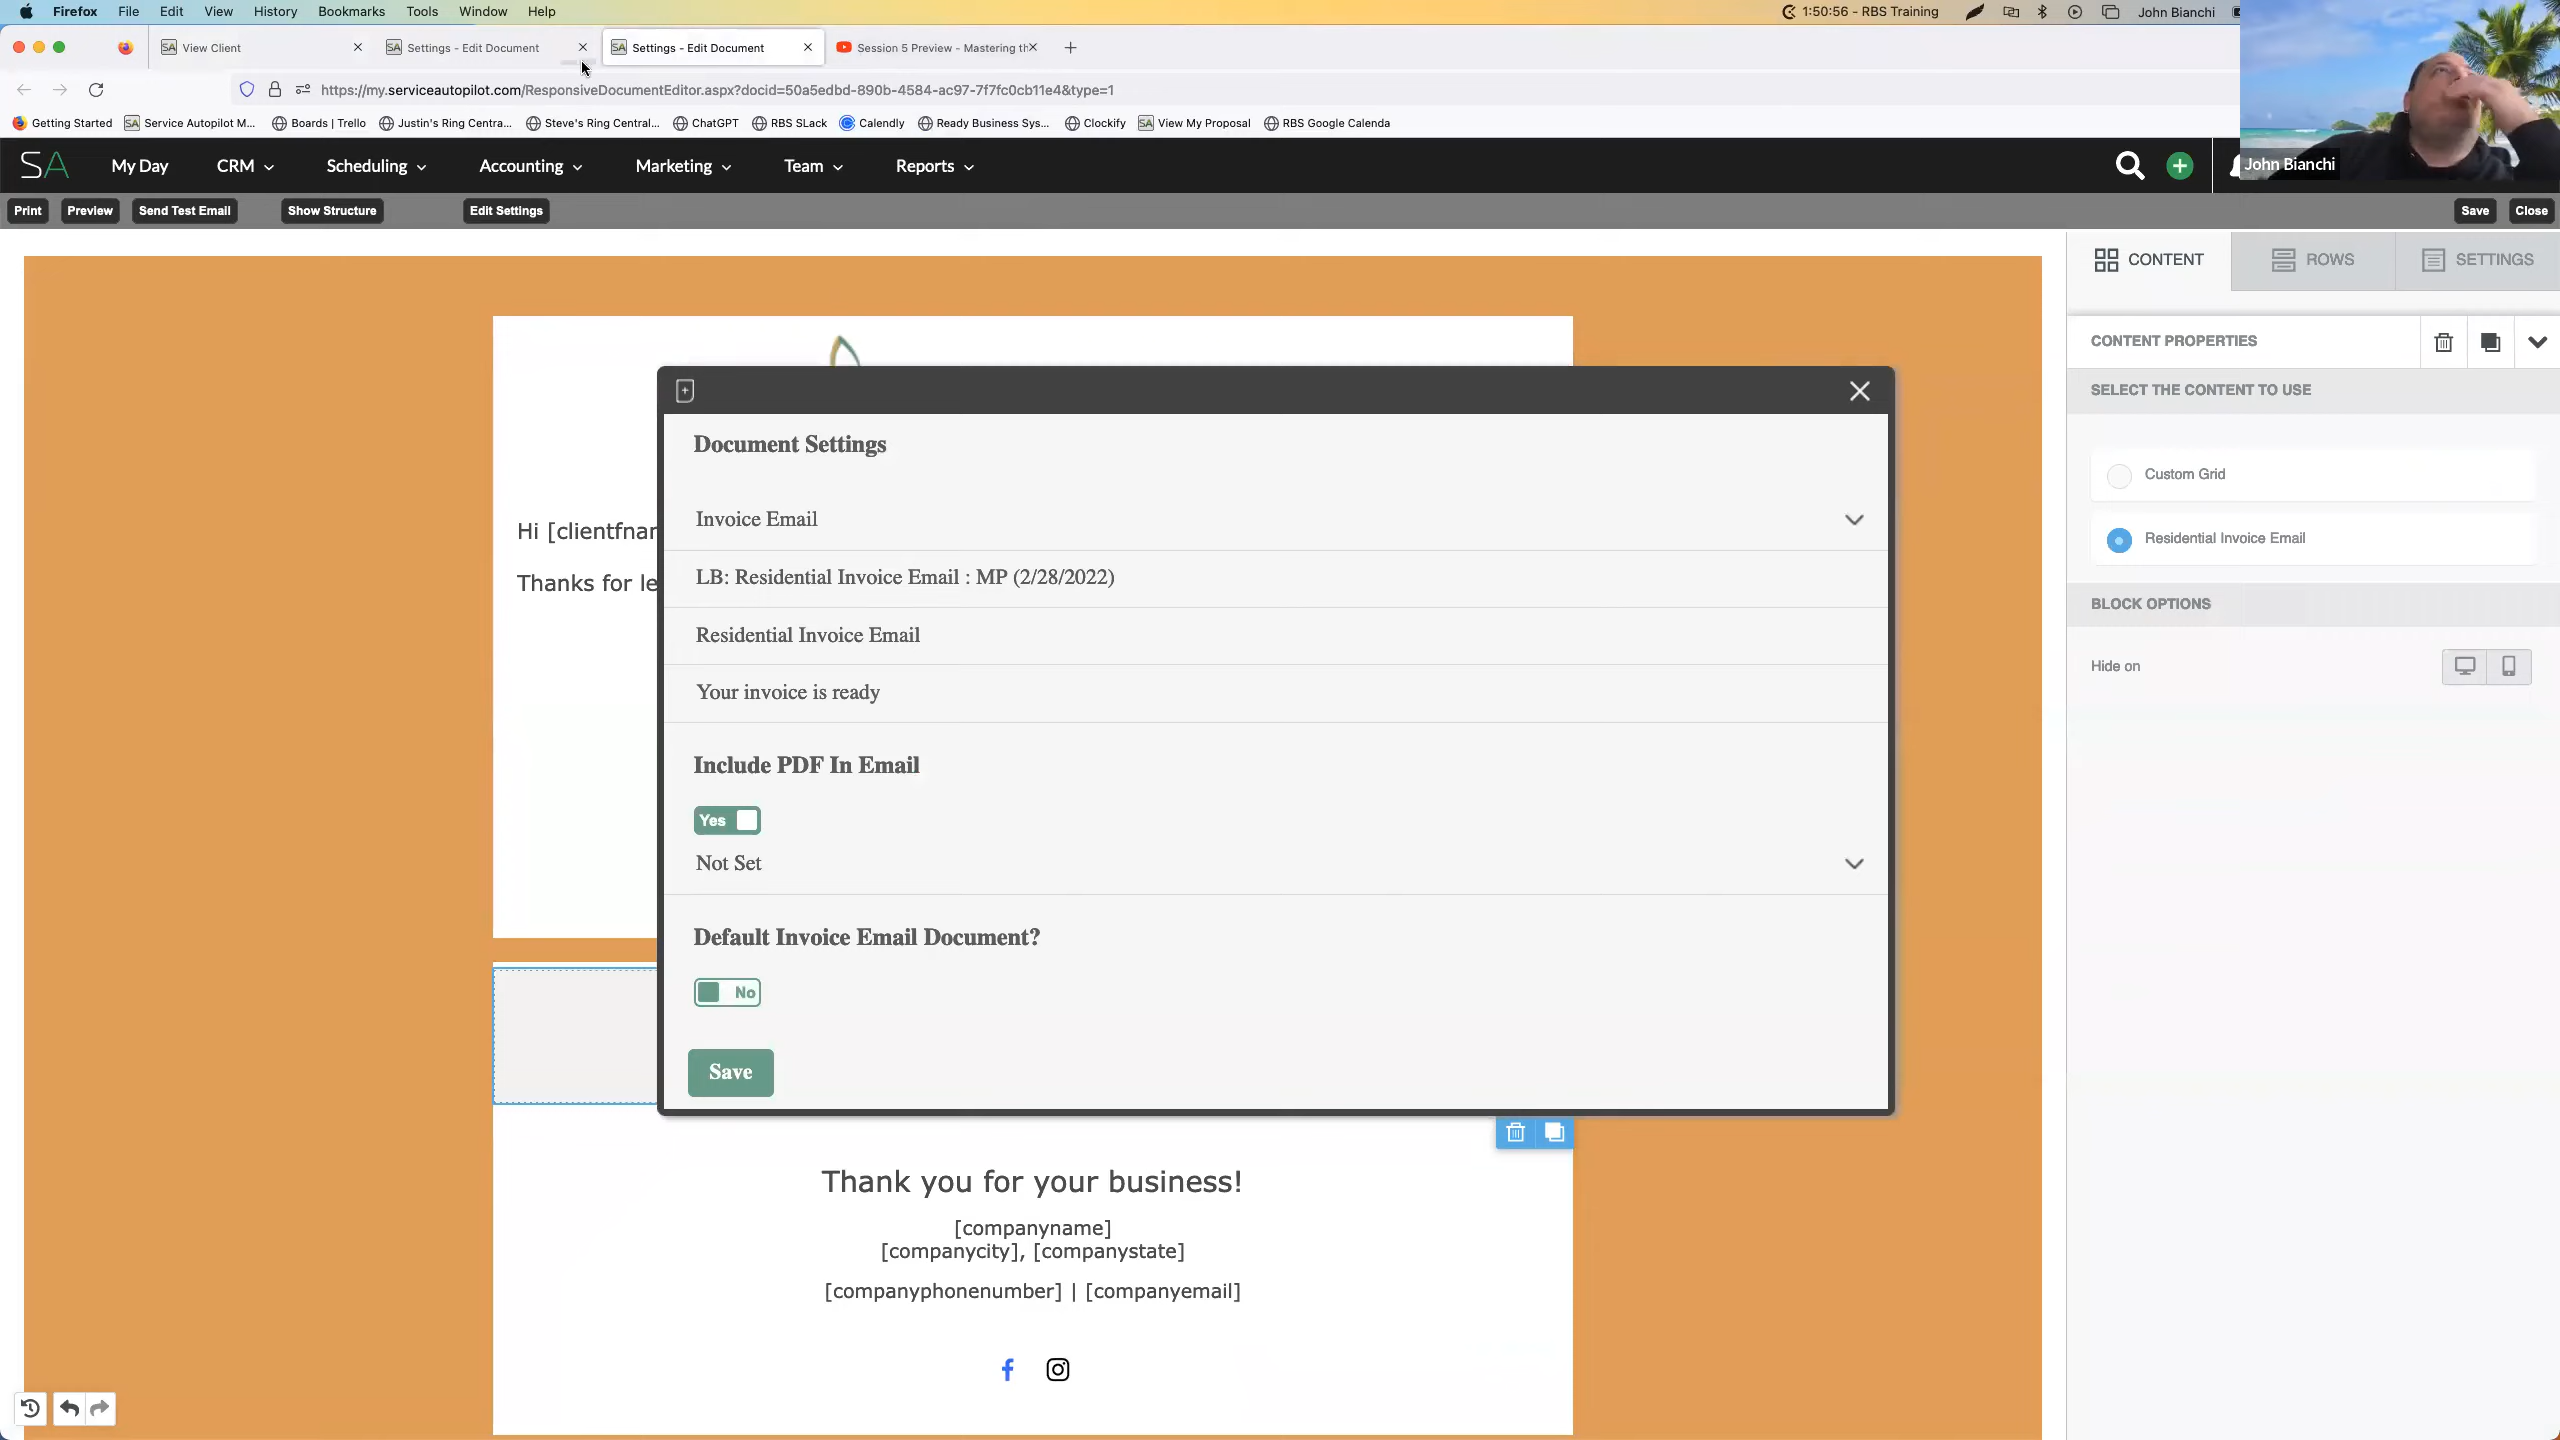 Firefox File Edit View History Bookmarks Tools Window Help 1:50:56 - RBS Training John Bianchi
View Client Settings - Edit Document Settings - Edit Document Session 5 Preview - Mastering th
https://my.serviceautopilot.com/ResponsiveDocumentEditor.aspx?docid=50a5edbd-890b-4584-ac97-7f7fc0cb11e4&type=1
Getting Started Service Autopilot M... Boards | Trello Justin's Ring Centra... Steve's Ring Central... ChatGPT RBS SLack Calendly Ready Business Sys... Clockify View My Proposal RBS Google Calenda
SA My Day CRM Scheduling Accounting Marketing Team Reports
John Bianchi
Print Preview Send Test Email Show Structure Edit Settings Save Close
CONTENT ROWS SETTINGS
CONTENT PROPERTIES
SELECT THE CONTENT TO USE
Custom Grid
Residential Invoice Email
BLOCK OPTIONS
Hide on
Hi [clientfnar
Thanks for le
Document Settings
Invoice Email
LB: Residential Invoice Email : MP (2/28/2022)
Residential Invoice Email
Your invoice is ready
Include PDF In Email
Yes
Not Set
Default Invoice Email Document?
No
Save
Thank you for your business!
[companyname]
[companycity], [companystate]
[companyphonenumber] | [companyemail]